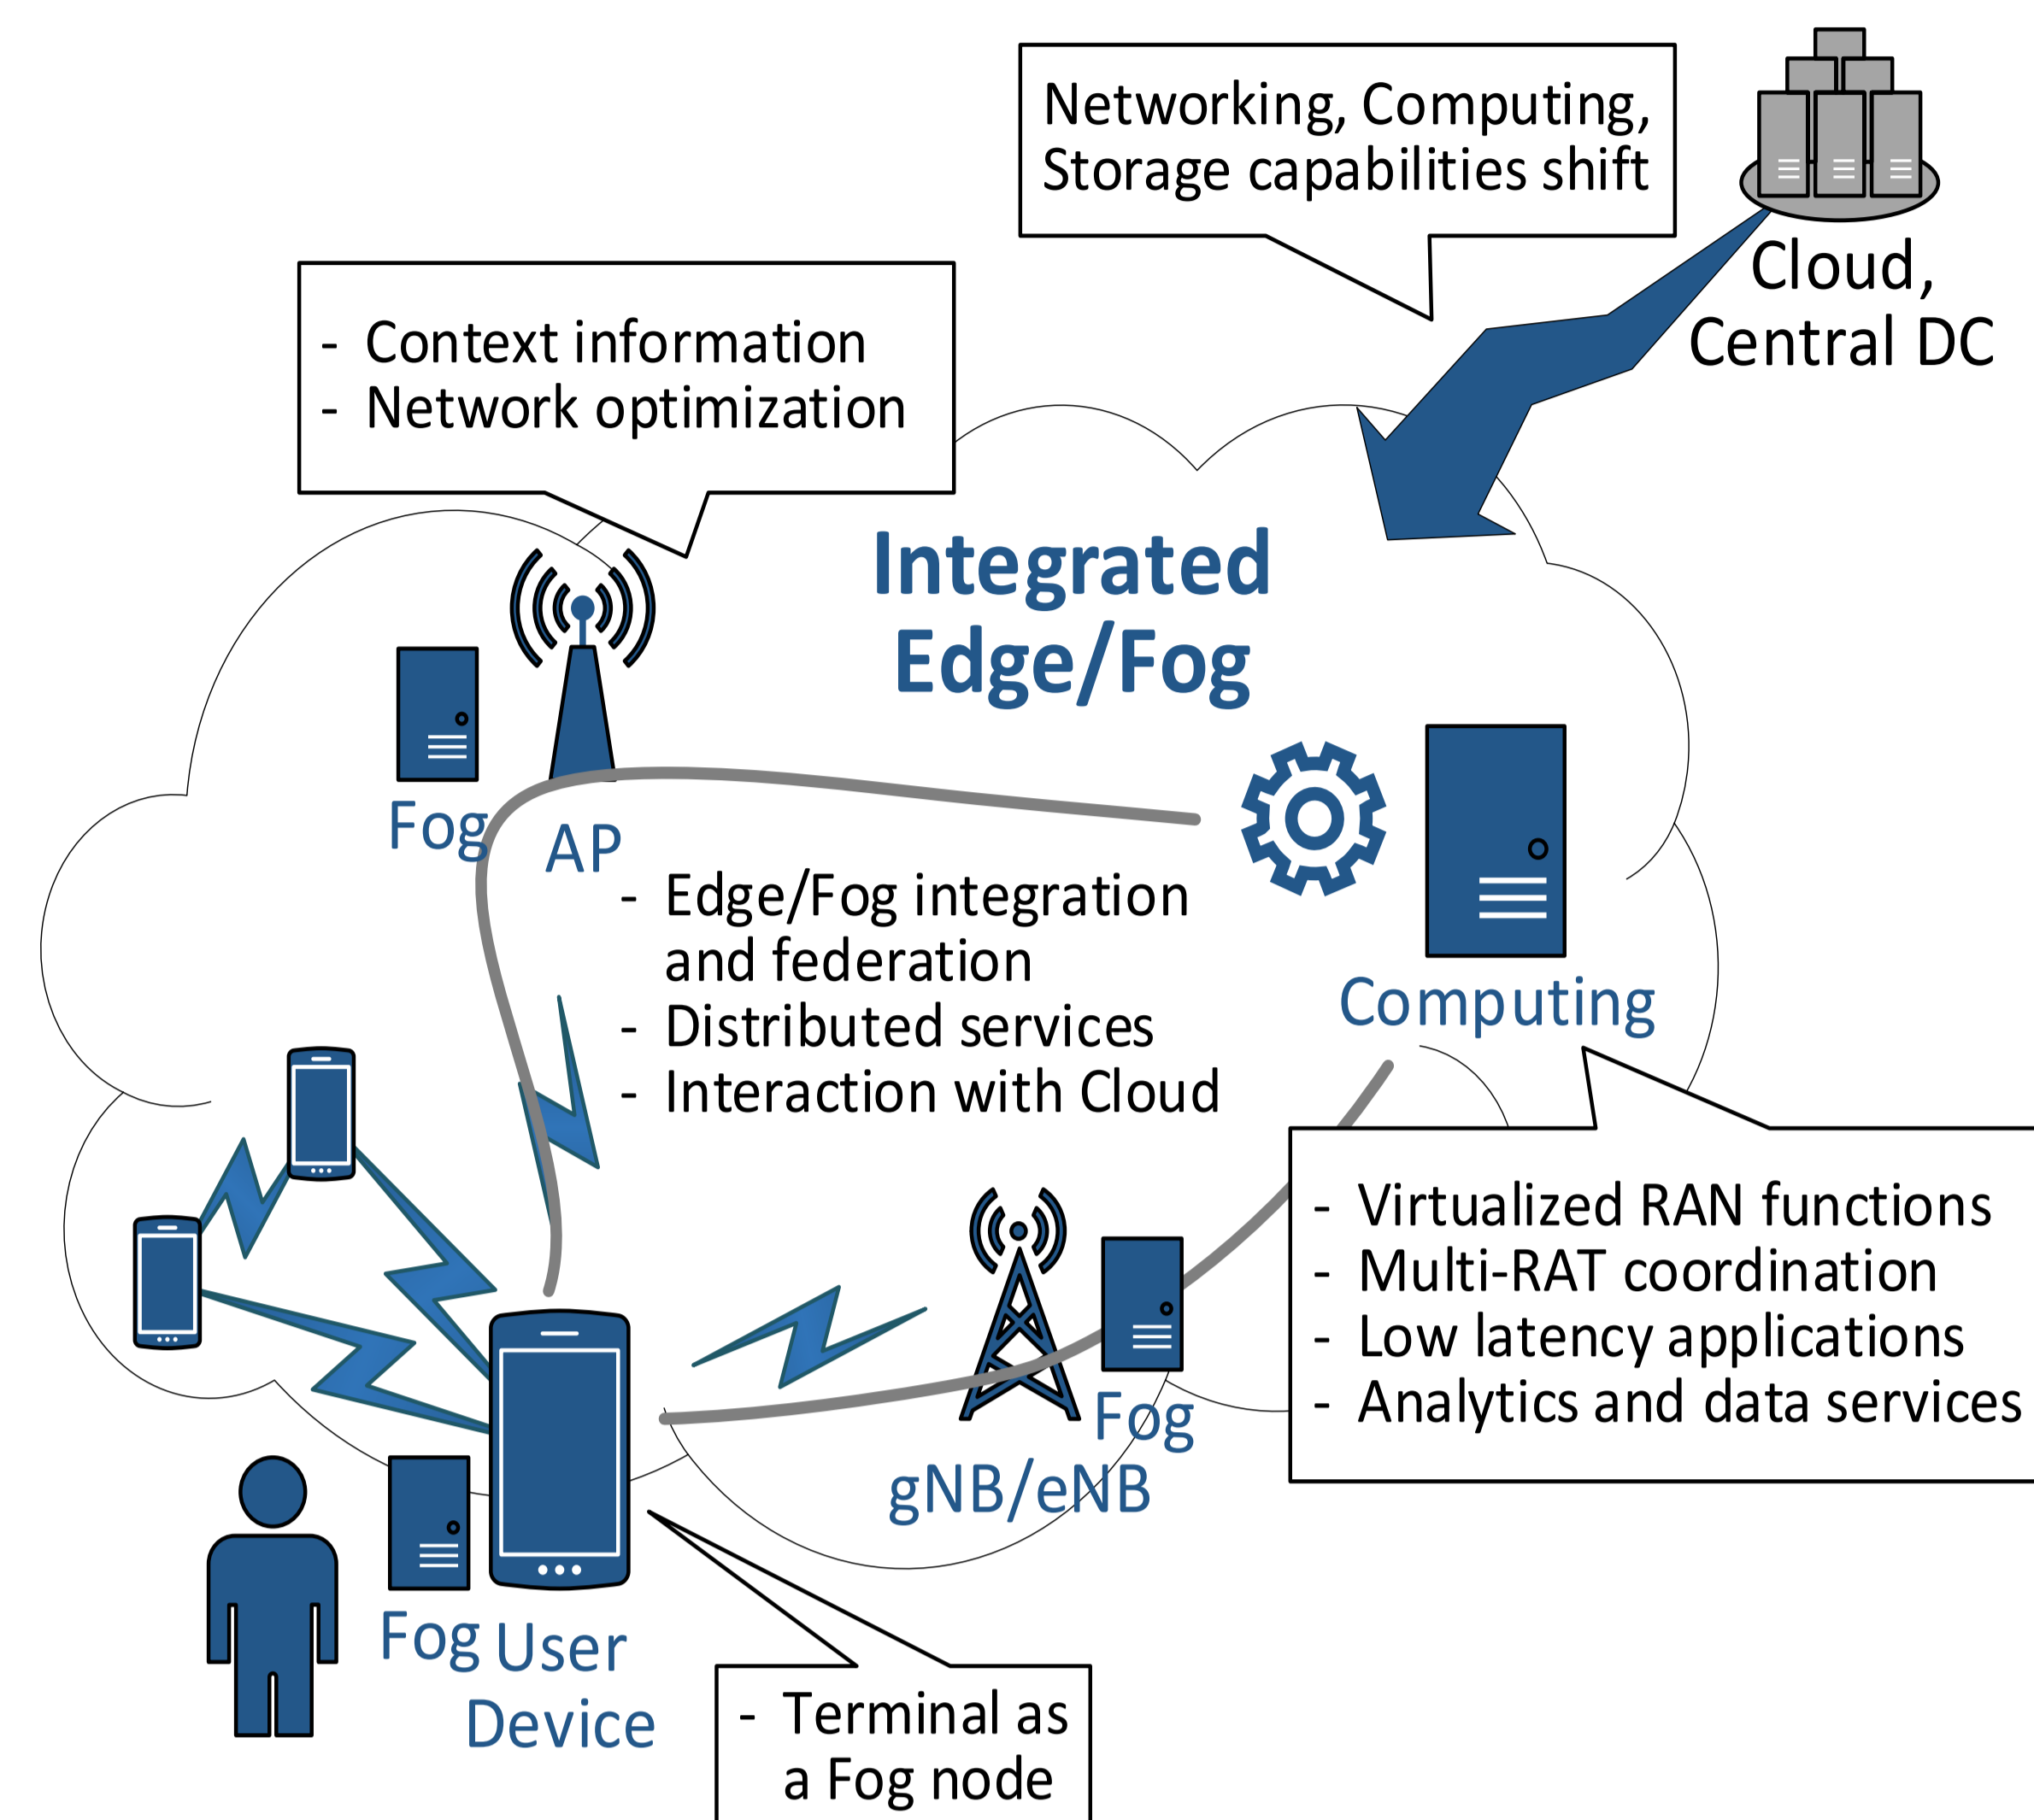 Networking, Computing,
Storage capabilities shift
Cloud,
Central DC
- Context information
- Network optimization
Integrated
Edge/Fog
Fog
AP
- Edge/Fog integration
and federation
- Distributed services
- Interaction with Cloud
Computing
- Virtualized RAN functions
- Multi-RAT coordination
- Low latency applications
- Analytics and data services
Fog
gNB/eNB
Fog
User
Device
- Terminal as
a Fog node